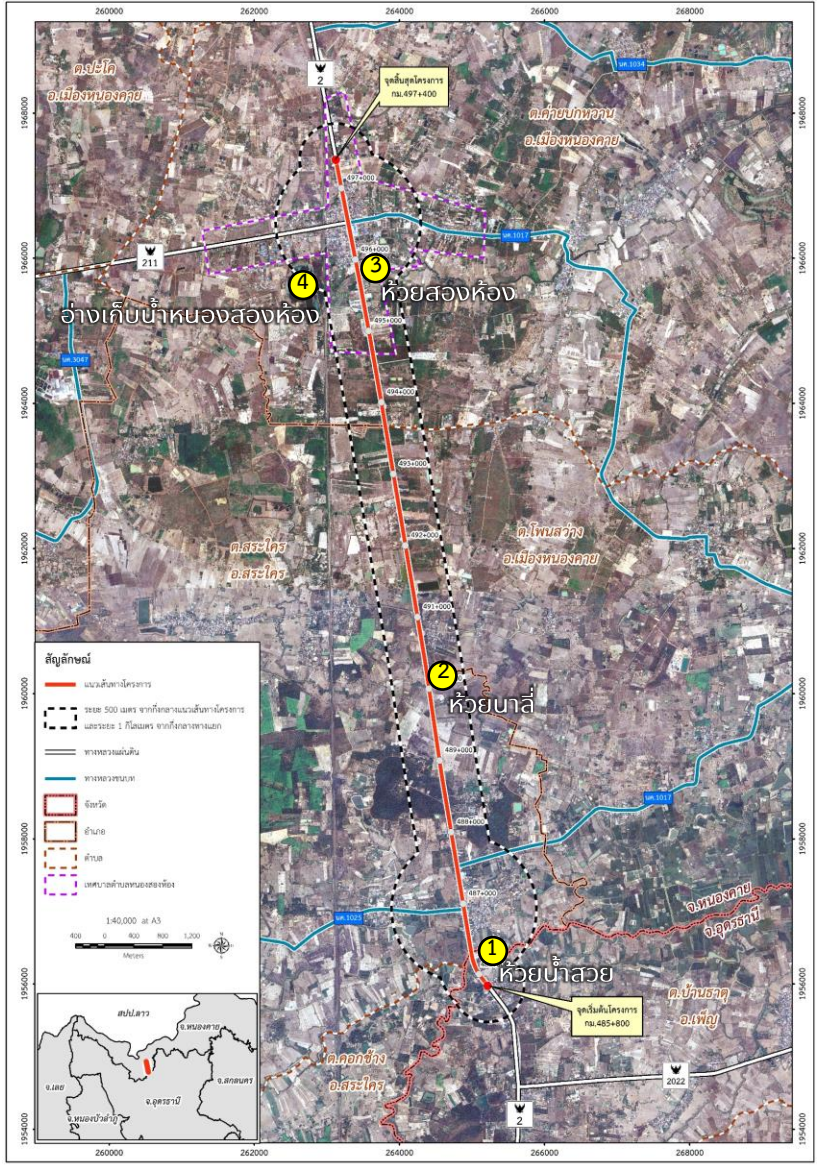 260000
262000
264000
266000
268000
นค.1034
2
จุดสิ้นสุดโครงการ
กม.497+400
ต.ปะโค
อ.เมืองหนองคาย
1968000
1968000
ต.ค่ายบกหวาน
อ.เมืองหนองคาย
497+000
นค.1017
211
496+000
3
ห้วยสองห้อง
1966000
1966000
4
อ่างเก็บน้ำหนองสองห้อง
495+000
นค.3047
494+000
1964000
1964000
493+000
492+000
ต.สระใคร
อ.สระใคร
ต.โพนสว่าง
อ.เมืองหนองคาย
1962000
1962000
491+000
2
ห้วยนาลี่
1960000
1960000
489+000
488+000
นค.1017
1958000
1958000
487+000
นค.1025
จ.หนองคาย
จ.อุดรธานี
1
ห้วยน้ำสวย
1956000
1956000
จุดเริ่มต้นโครงการ
กม.485+800
ต.บ้านธาตุ
อ.เพ็ญ
ต.คอกช้าง
อ.สระใคร
2022
2
1954000
1954000
สัญลักษณ์
แนวเส้นทางโครงการ
ระยะ 500 เมตร จากกึ่งกลางแนวเส้นทางโครงการ
และระยะ 1 กิโลเมตร จากกึ่งกลางทางแยก
ทางหลวงแผ่นดิน
ทางหลวงชนบท
จังหวัด
อำเภอ
ตำบล
เทศบาลตำบลหนองสองห้อง
1:40,000 at A3
400 0 400 800 1,200
Meters
N
สปป.ลาว
จ.หนองคาย
จ.เลย
จ.อุดรธานี
จ.สกลนคร
จ.หนองบัวลำภู
260000
262000
264000
266000
268000